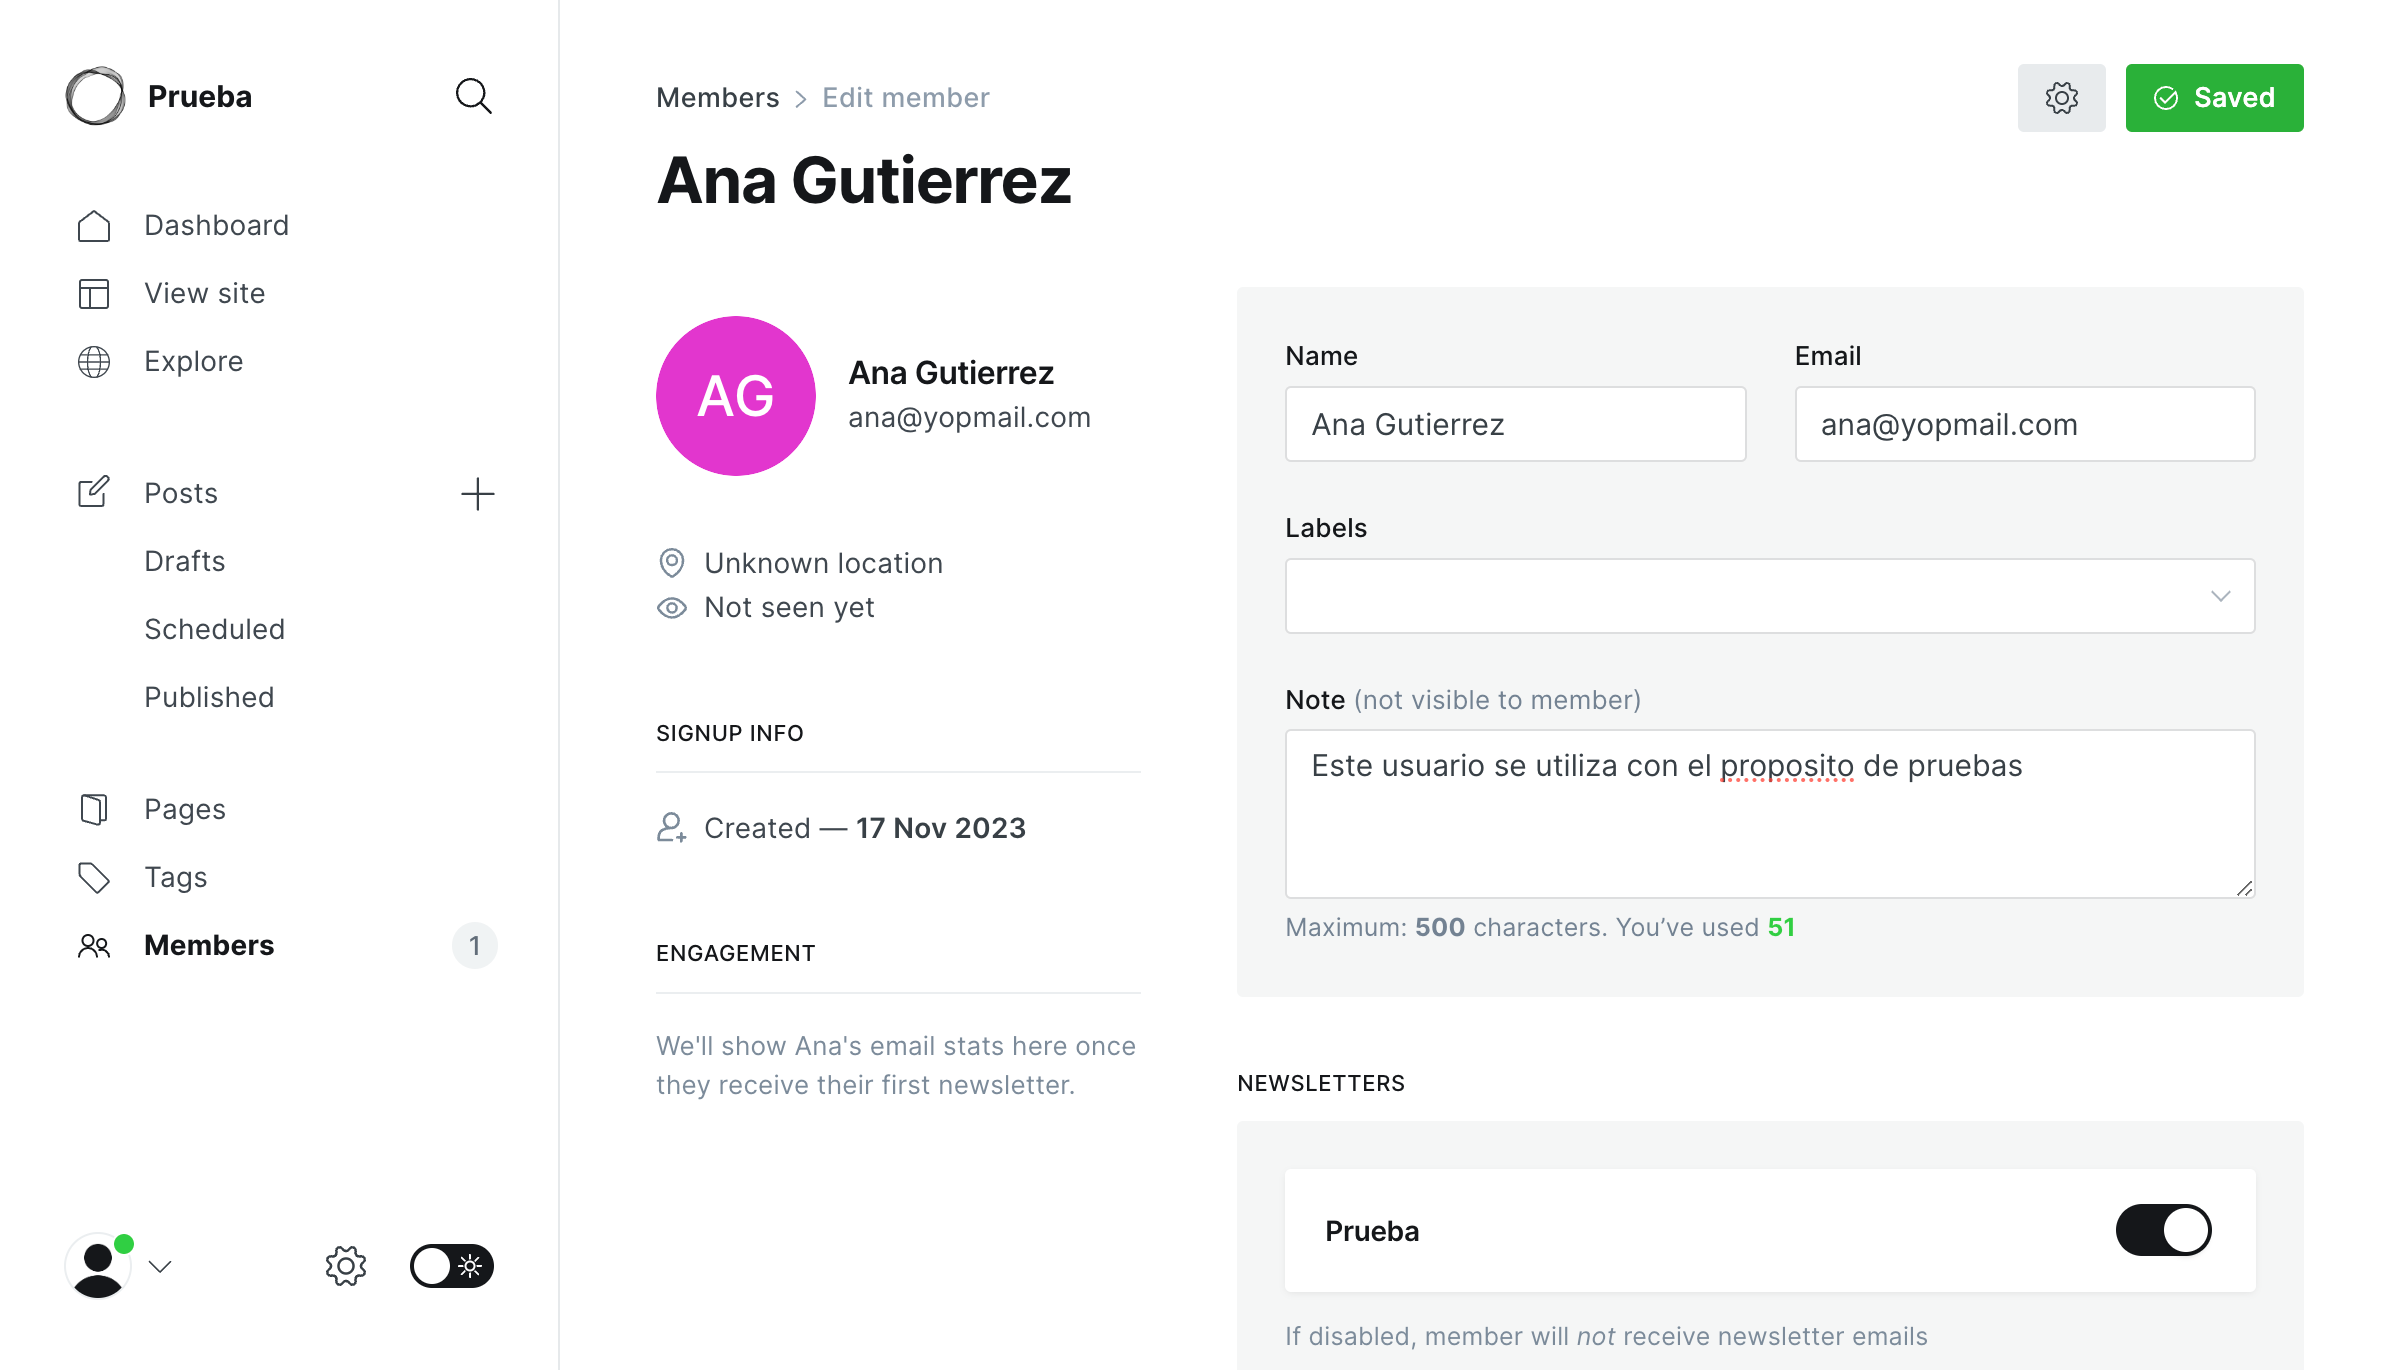 Prueba
Dashboard
View site
Explore
Posts
Drafts
Scheduled
Published
Pages
Tags
Members
1
Members > Edit member
Saved
Ana Gutierrez
AG
Ana Gutierrez
ana@yopmail.com
Unknown location
Not seen yet
SIGNUP INFO
Created — 17 Nov 2023
ENGAGEMENT
We'll show Ana's email stats here once
they receive their first newsletter.
Name
Ana Gutierrez
Email
ana@yopmail.com
Labels
Note (not visible to member)
Este usuario se utiliza con el proposito de pruebas
Maximum: 500 characters. You’ve used 51
NEWSLETTERS
Prueba
If disabled, member will not receive newsletter emails